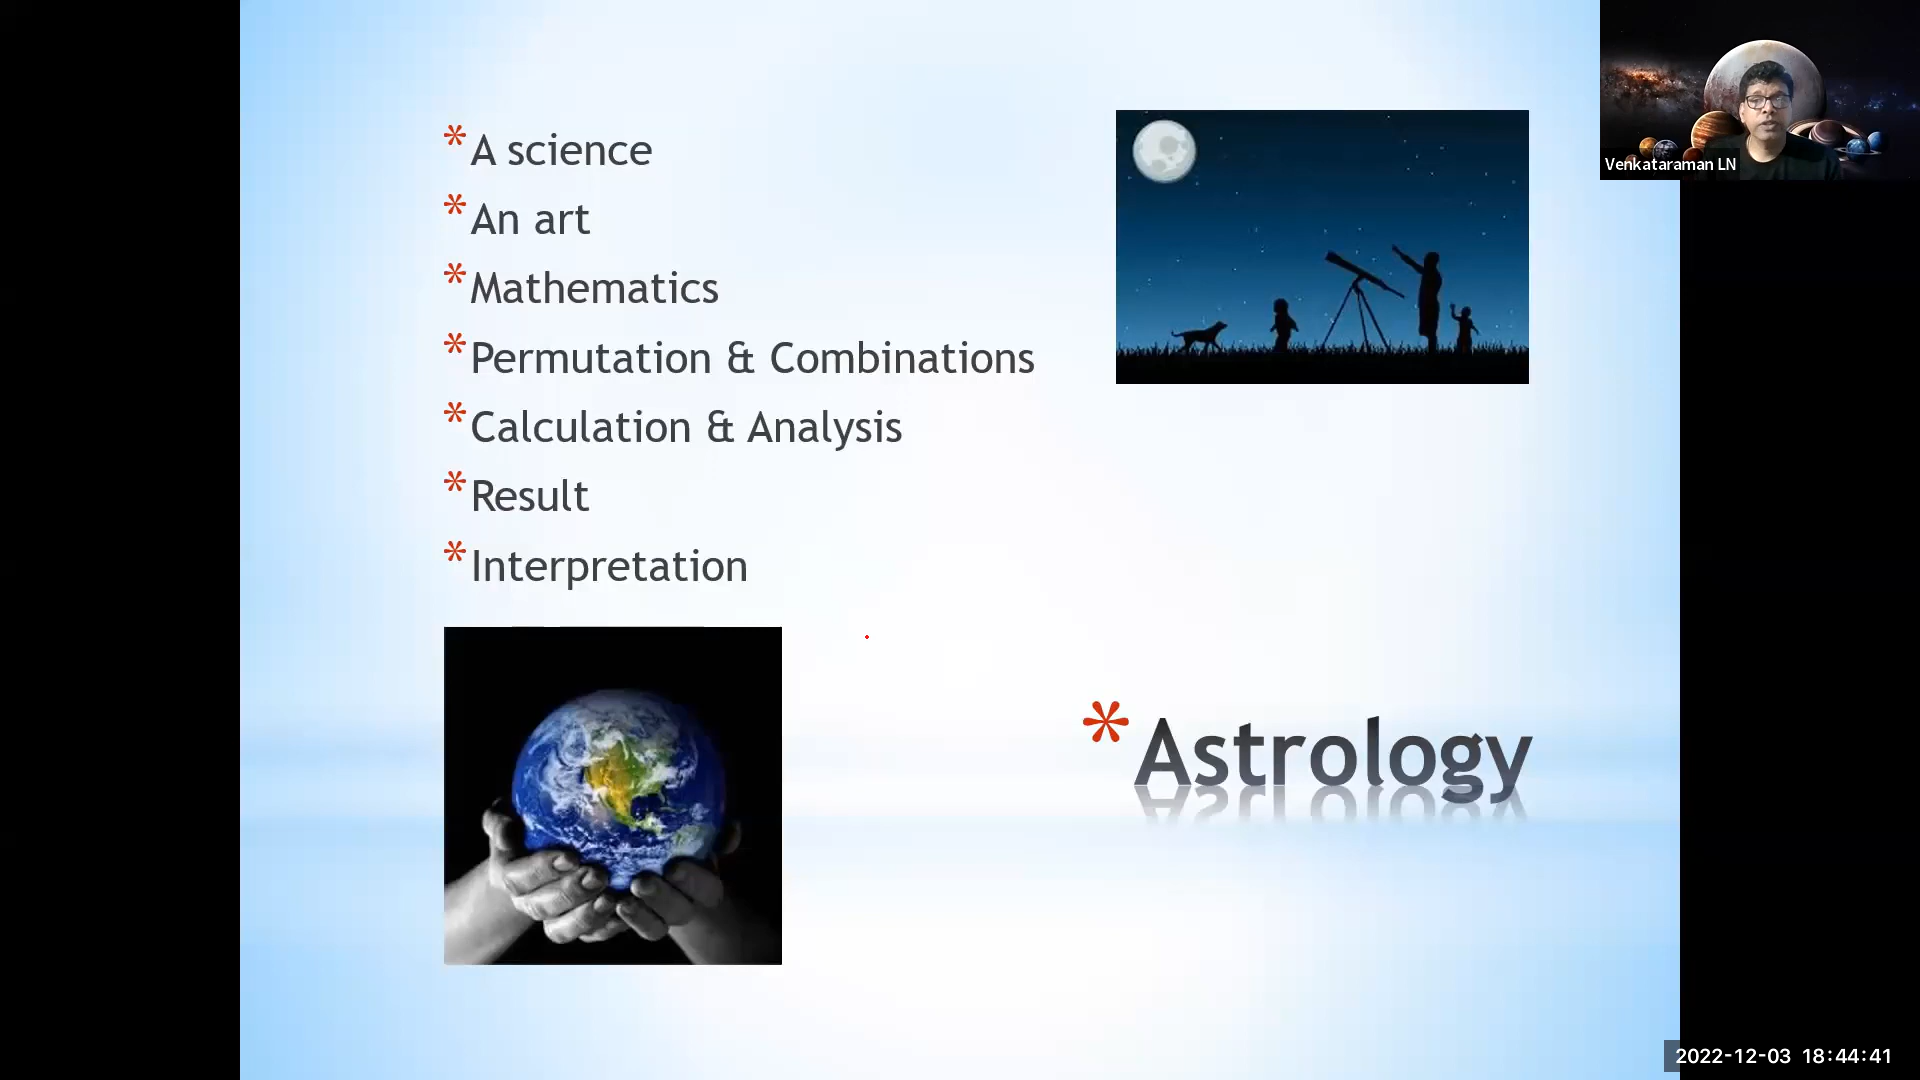 * A science
* An art
* Mathematics
* Permutation & Combinations
* Calculation & Analysis
* Result
* Interpretation
* Astrology
Venkataraman LN
2022-12-03 18:44:41